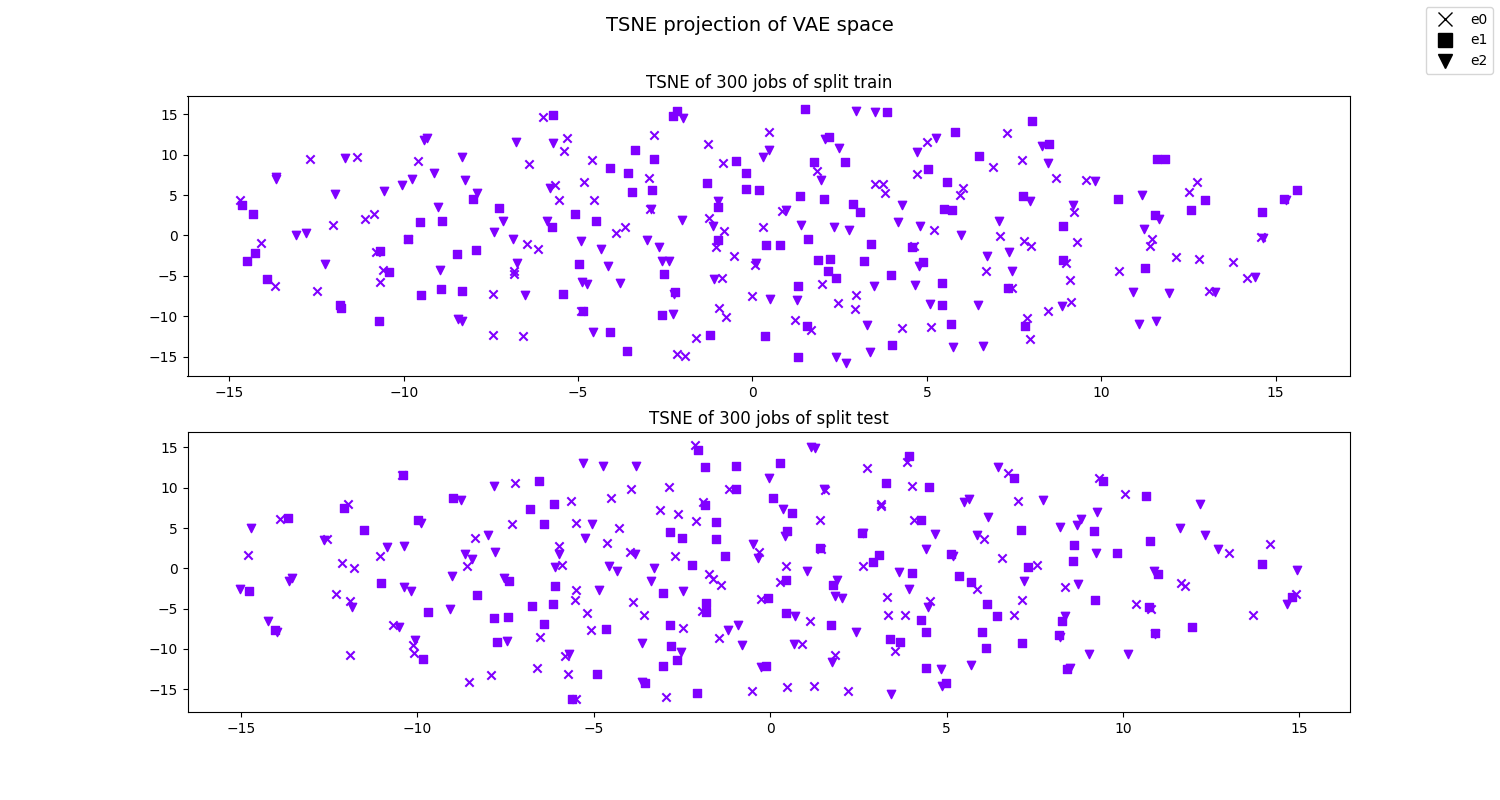 TSNE projection of VAE space
e0
e1
e2
TSNE of 300 jobs of split train
15
10
5
0
−5
−10
−15
−15 −10 −5 0 5 10 15
TSNE of 300 jobs of split test
15
10
5
0
−5
−10
−15
−15 −10 −5 0 5 10 15